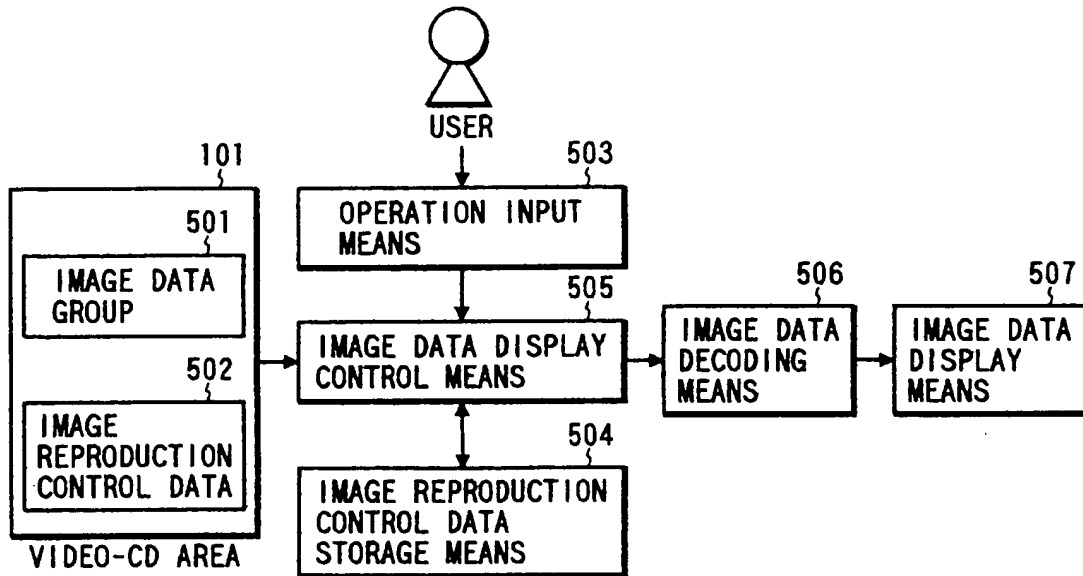 USER
101
503
OPERATION INPUT
MEANS
501
IMAGE DATA
GROUP
505
IMAGE DATA DISPLAY
CONTROL MEANS
506
IMAGE DATA
DECODING
MEANS
507
IMAGE DATA
DISPLAY
MEANS
502
IMAGE
REPRODUCTION
CONTROL DATA
504
IMAGE REPRODUCTION
CONTROL DATA
STORAGE MEANS
VIDEO-CD AREA